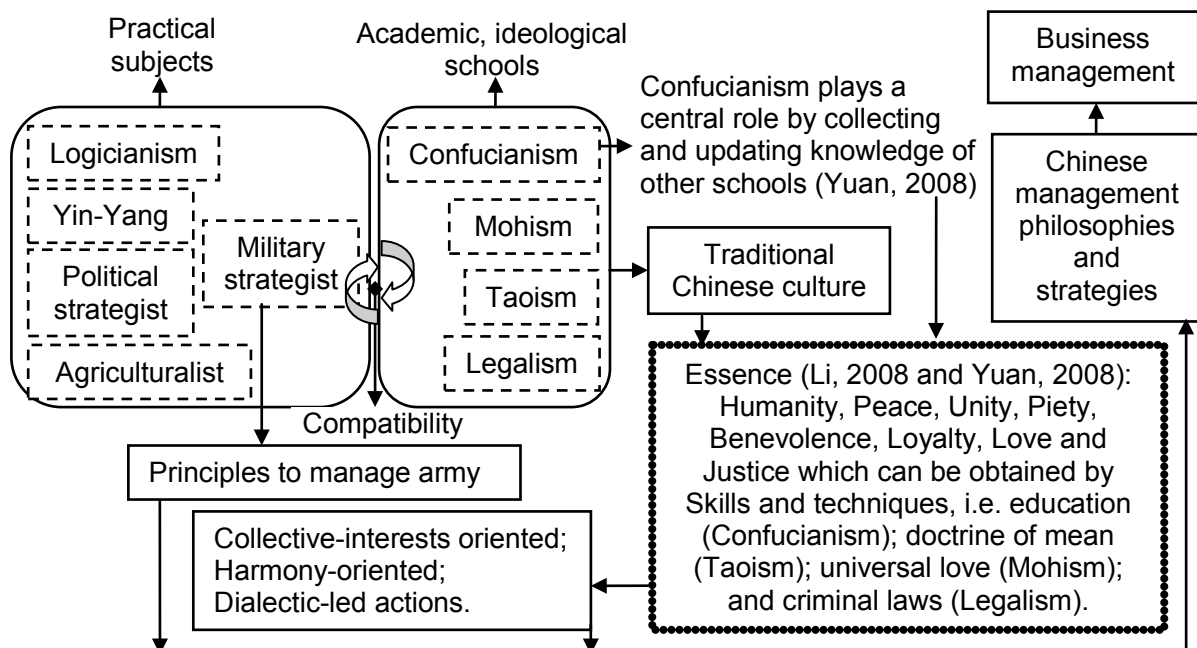 Practical
subjects
Academic, ideological
schools
Business
management
Logicianism
Yin-Yang
Political
strategist
Agriculturalist
Military
strategist
Confucianism
Mohism
Taoism
Legalism
Compatibility
Confucianism plays a
central role by collecting
and updating knowledge of
other schools (Yuan, 2008)
Traditional
Chinese culture
Chinese
management
philosophies
and
strategies
Essence (Li, 2008 and Yuan, 2008):
Humanity, Peace, Unity, Piety,
Benevolence, Loyalty, Love and
Justice which can be obtained by
Skills and techniques, i.e. education
(Confucianism); doctrine of mean
(Taoism); universal love (Mohism);
and criminal laws (Legalism).
Principles to manage army
Collective-interests oriented;
Harmony-oriented;
Dialectic-led actions.